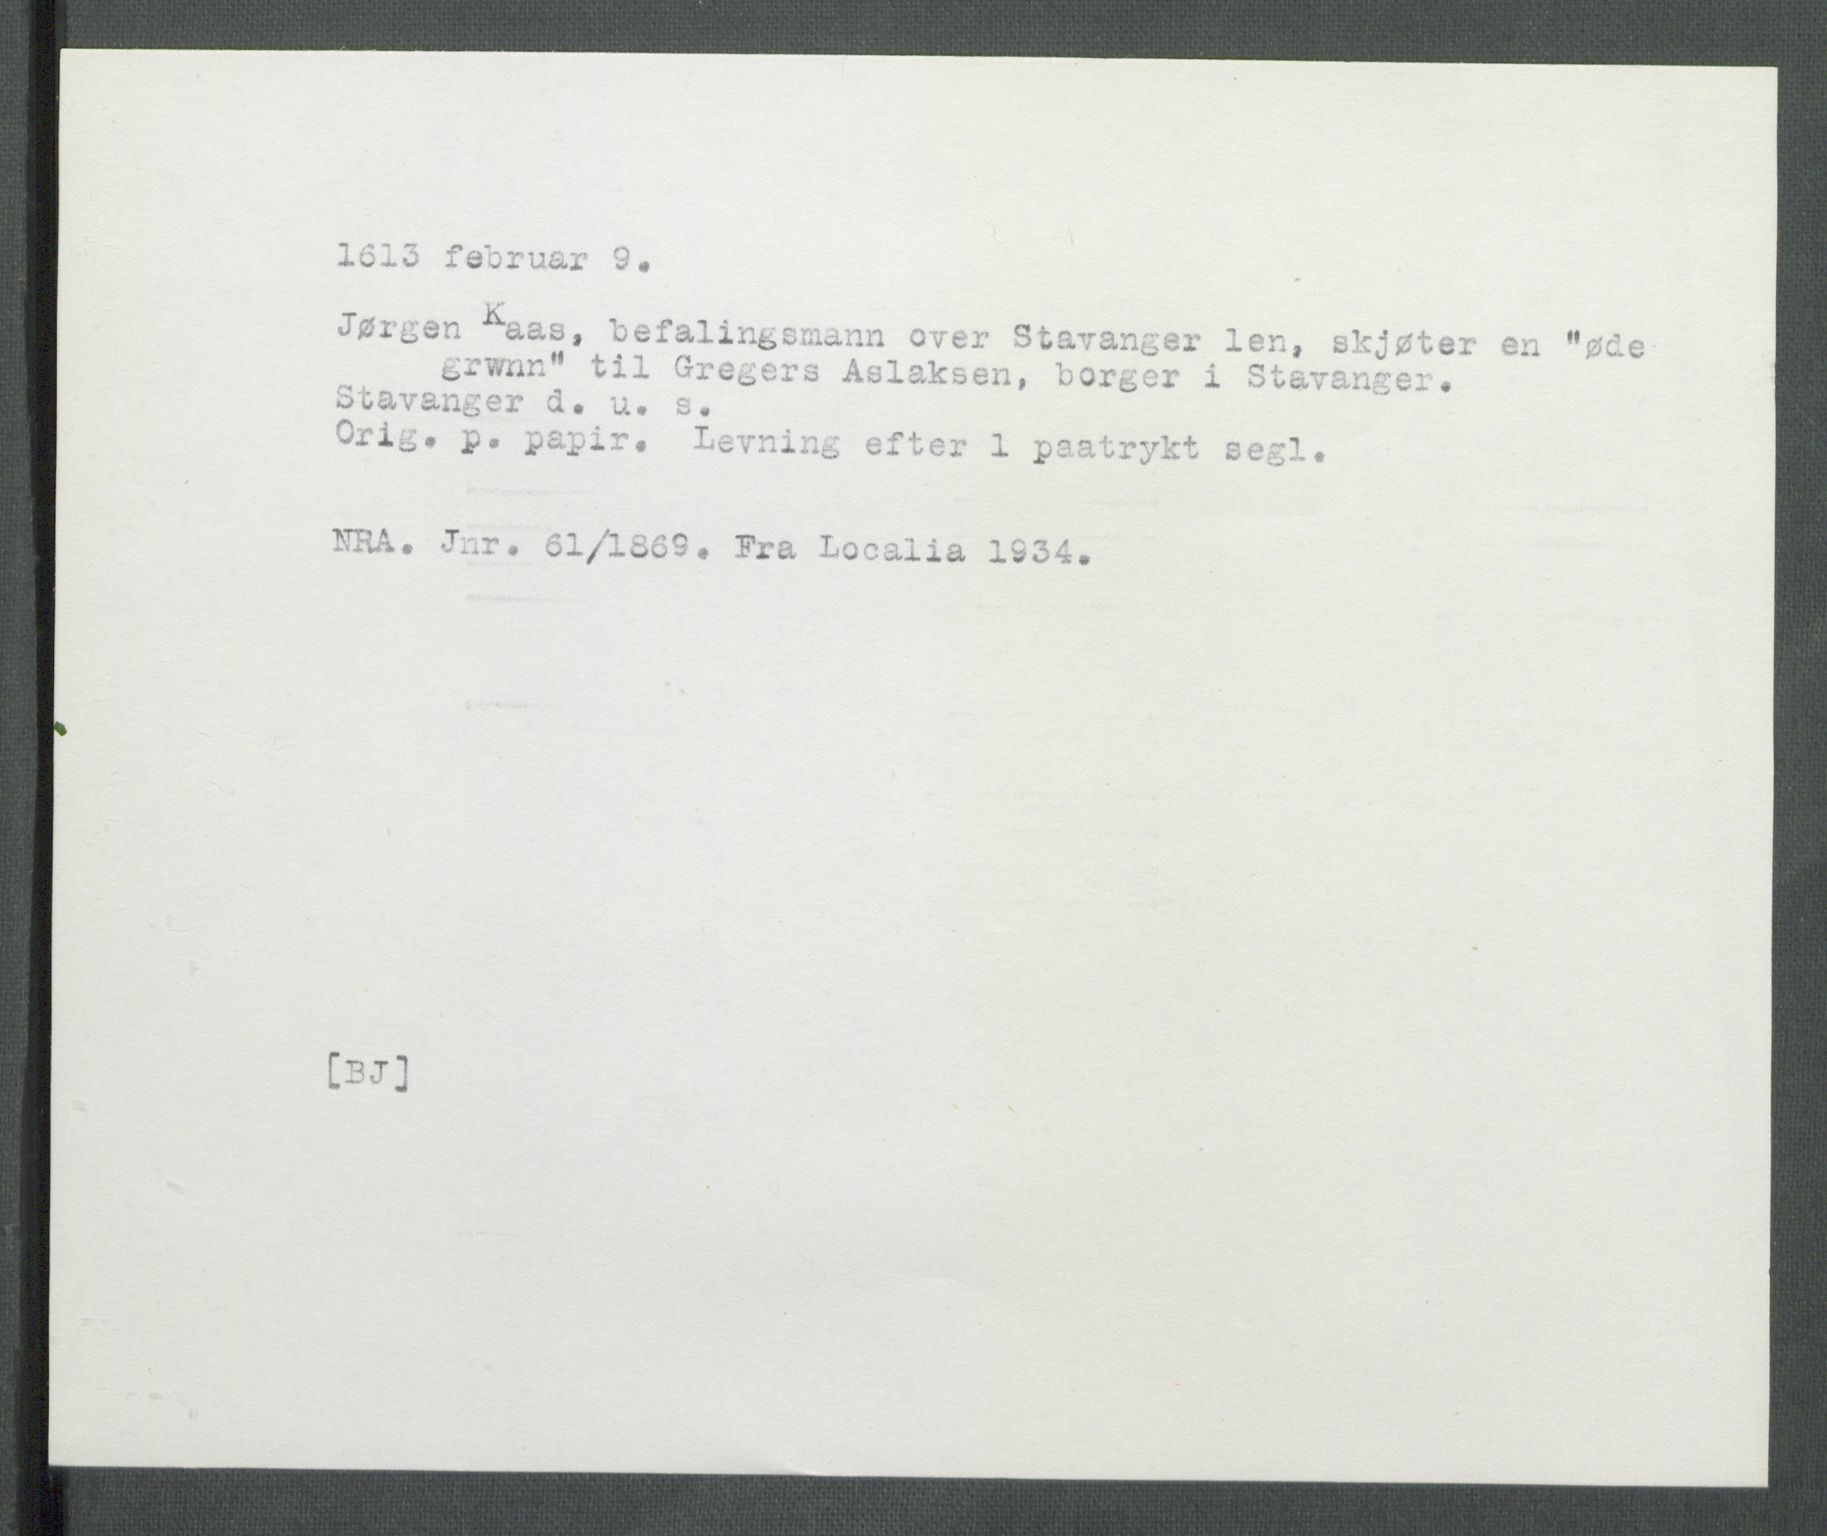 1613 februar 9.
Jørgen Kaas, befalingsmann over Stavanger len, skjøter en "øde
grwnn" til Gregers Aslaksen, borger i Stavanger.
Stavanger d. u. s.
Orig. p. papir. Levning efter 1 paatrykt segl.
NRA. Jnr. 61/1869. Fra Localia 1934.
[BJ]